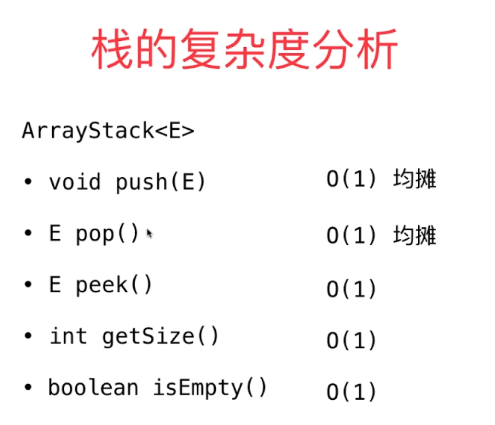 栈的复杂度分析
ArrayStack<E>
• void push(E) O(1) 均摊
• E pop() O(1) 均摊
• E peek() O(1)
• int getSize() O(1)
• boolean isEmpty() O(1)